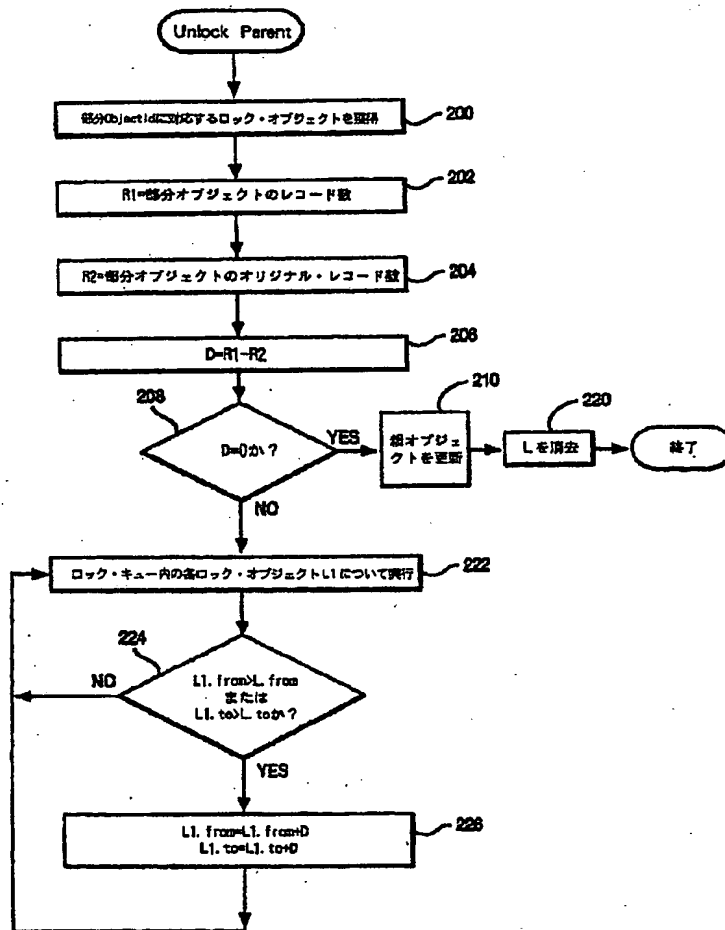 Unlock Parent
部分ObjectIdに対応するロック・オブジェクトを獲得
200
R1=部分オブジェクトのレコード数
202
R2=部分オブジェクトのオリジナル・レコード数
204
D=R1-R2
206
208
D=0か?
YES
210
親オブジェ
クトを更新
220
Lを消去
終了
NO
ロック・キュー内の各ロック・オブジェクトL1について実行
222
224
NO
L1.from>L.from
または
L1.to>L.toか?
YES
L1.from=L1.from+D
L1.to=L1.to+D
226